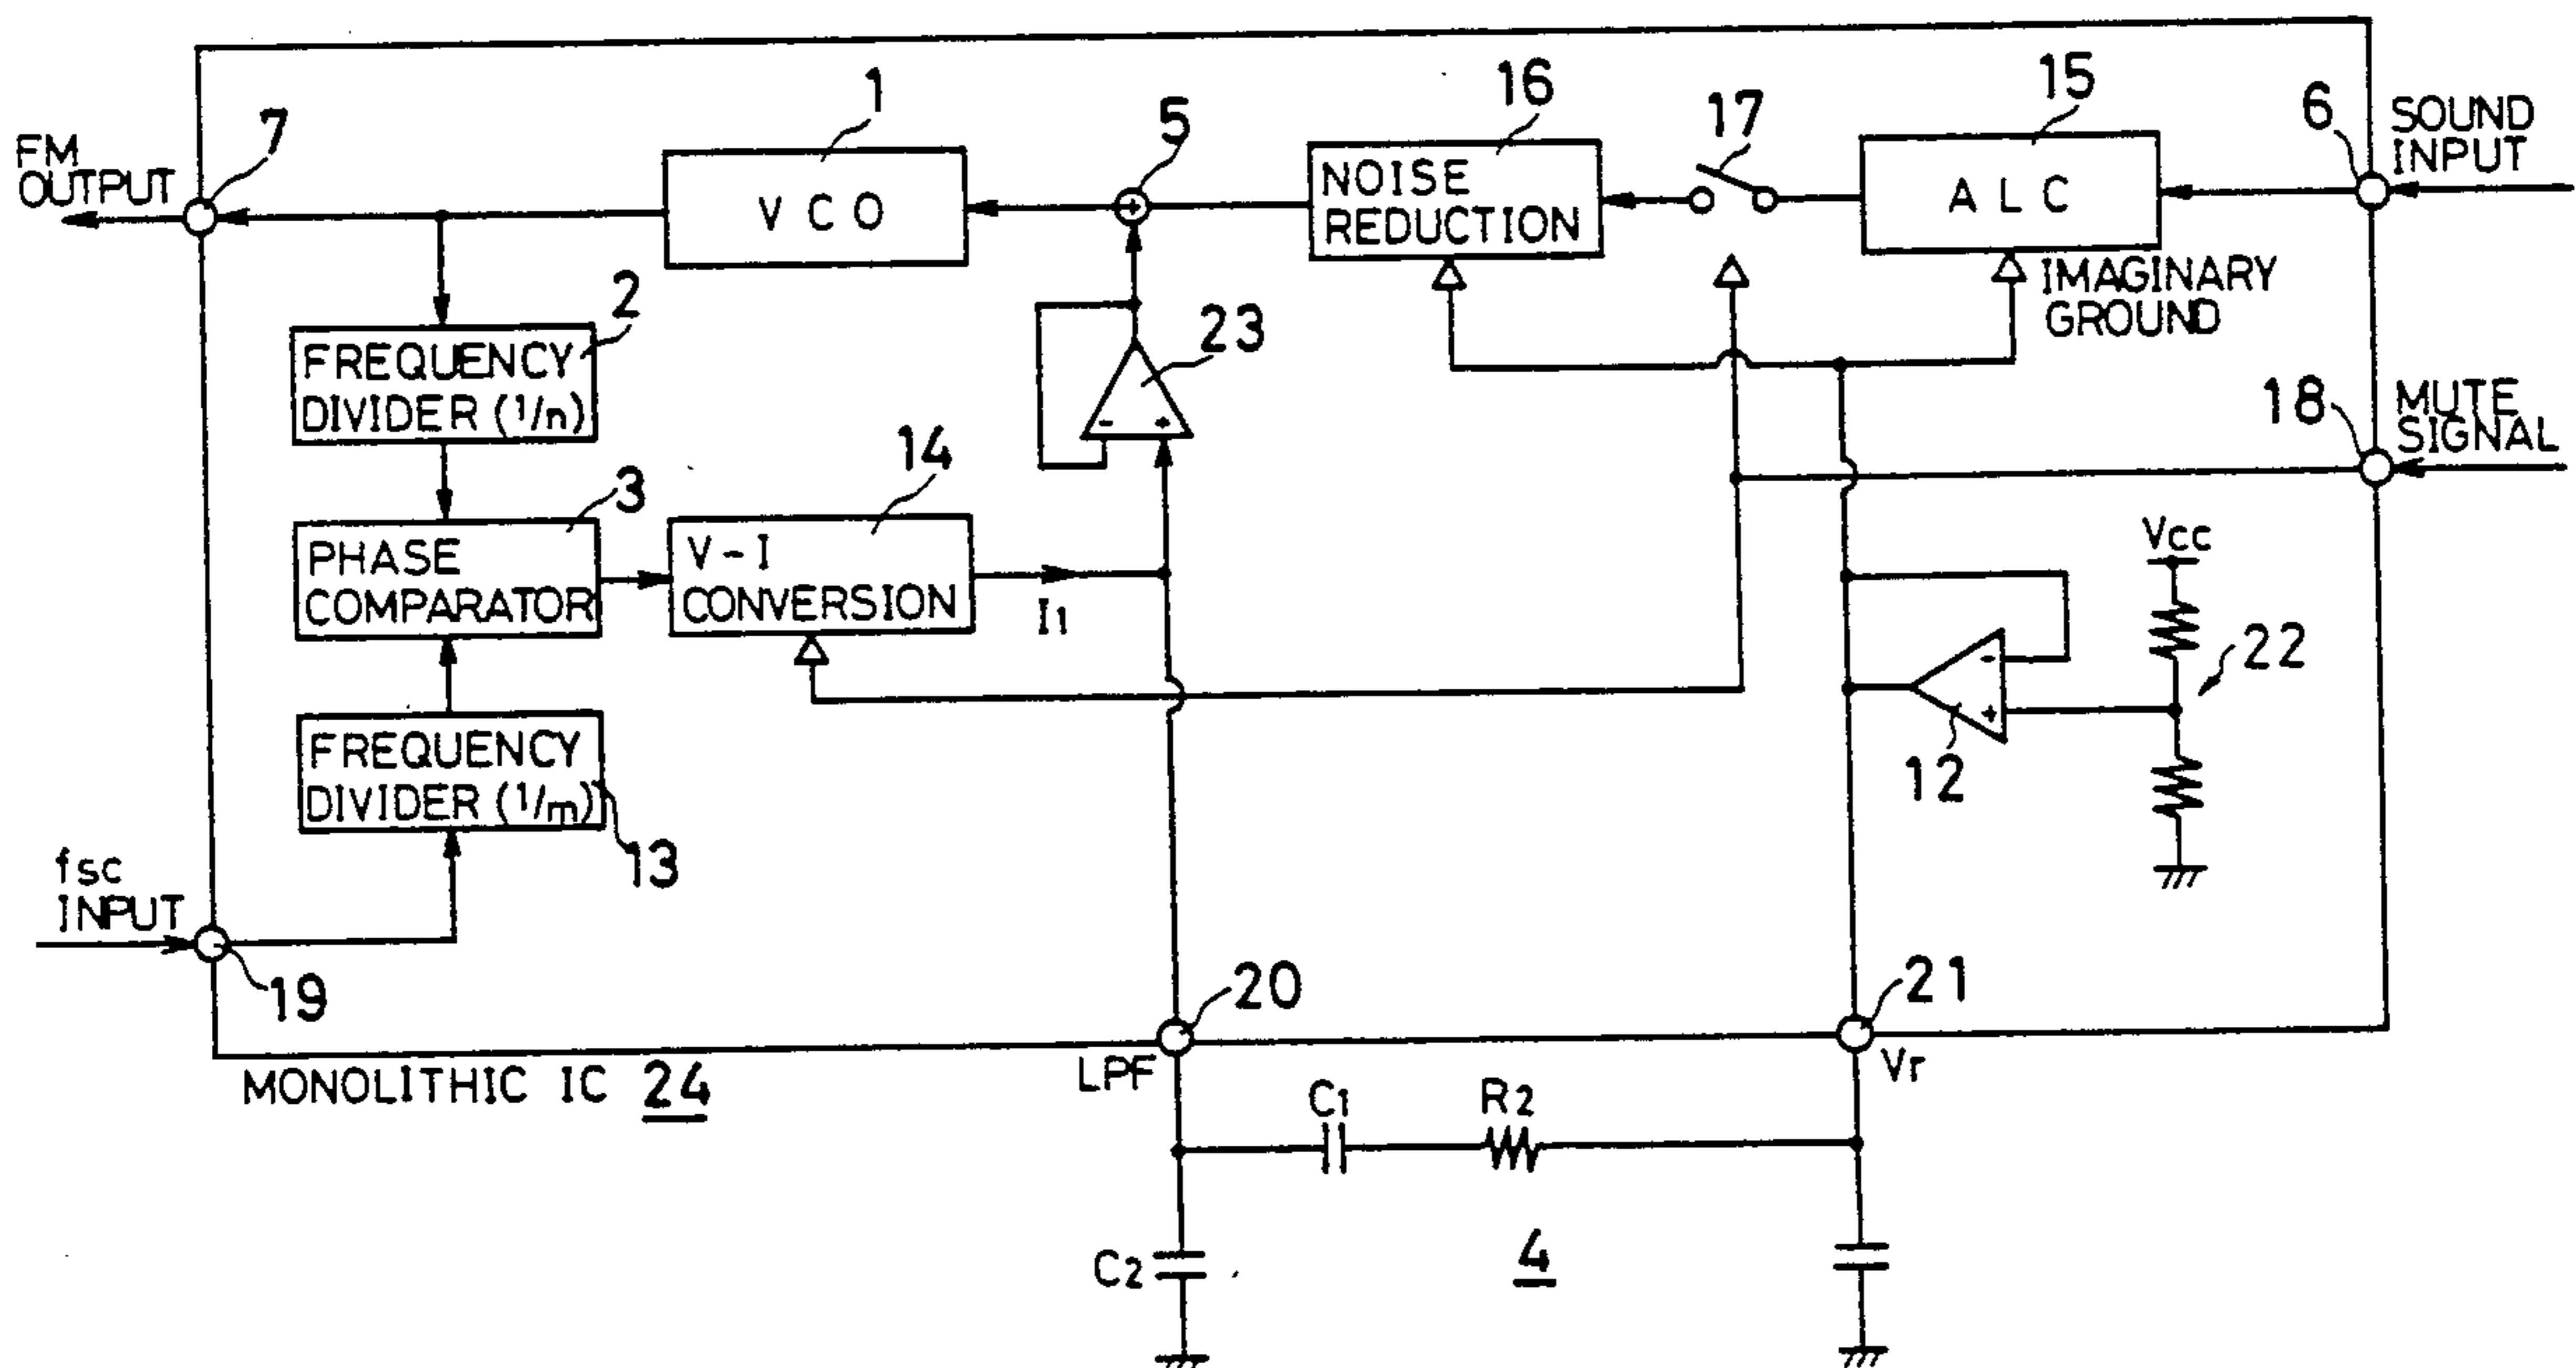 1
5
16
17
15
6
SOUND
INPUT
7
FM
OUTPUT
VCO
+
NOISE
REDUCTION
ALC
IMAGINARY
GROUND
2
FREQUENCY
DIVIDER (1/n)
23
- +
18
MUTE
SIGNAL
3
14
PHASE
COMPARATOR
V-I
CONVERSION
I1
Vcc
-
+
22
12
FREQUENCY
DIVIDER (1/m)
13
fsc
INPUT
19
20
21
LPF
Vr
MONOLITHIC IC 24
C1
R2
C2
4